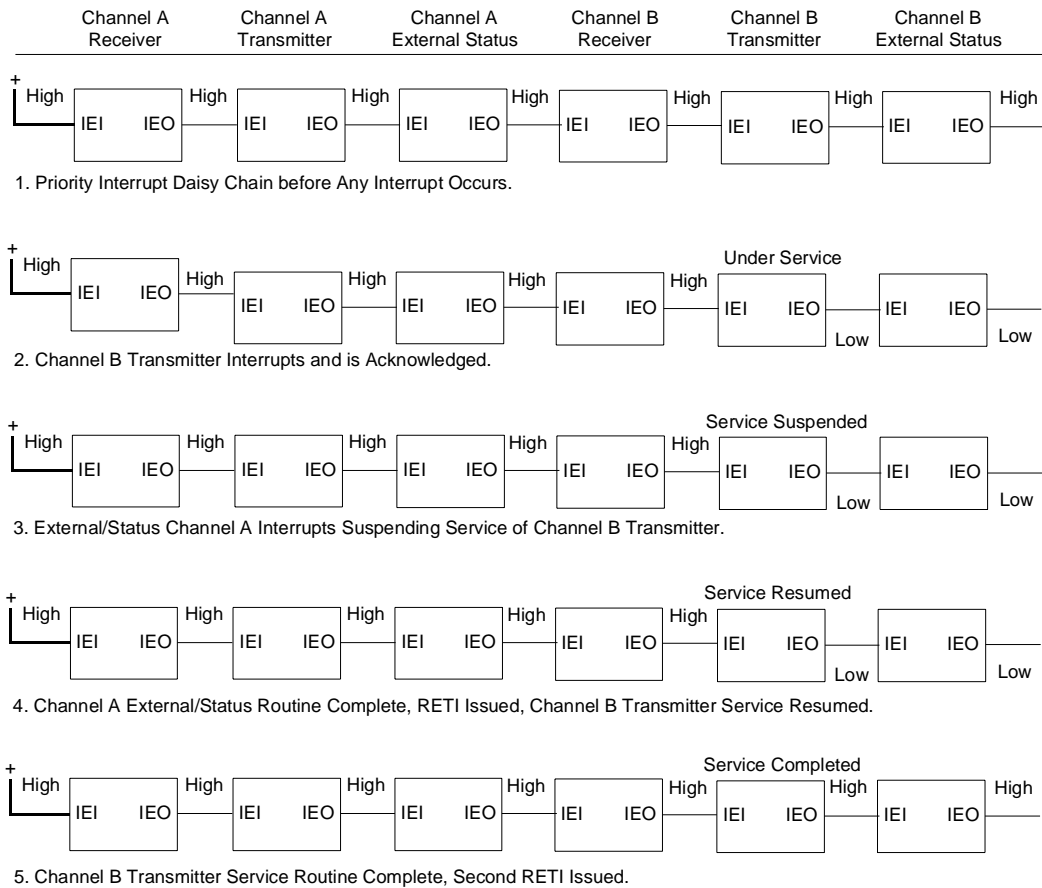 Channel A Receiver
Channel A Transmitter
Channel A External Status
Channel B Receiver
Channel B Transmitter
Channel B External Status
+
High High High High High High High
IEI IEO IEI IEO IEI IEO IEI IEO IEI IEO IEI IEO
1. Priority Interrupt Daisy Chain before Any Interrupt Occurs.
+
Under Service
High High High High High
IEI IEO IEI IEO IEI IEO IEI IEO IEI IEO IEI IEO
Low Low
2. Channel B Transmitter Interrupts and is Acknowledged.
+
Service Suspended
High High High High High
IEI IEO IEI IEO IEI IEO IEI IEO IEI IEO IEI IEO
Low Low
3. External/Status Channel A Interrupts Suspending Service of Channel B Transmitter.
+
Service Resumed
High High High High High
IEI IEO IEI IEO IEI IEO IEI IEO IEI IEO IEI IEO
Low Low
4. Channel A External/Status Routine Complete, RETI Issued, Channel B Transmitter Service Resumed.
+
Service Completed
High High High High High High High
IEI IEO IEI IEO IEI IEO IEI IEO IEI IEO IEI IEO
5. Channel B Transmitter Service Routine Complete, Second RETI Issued.